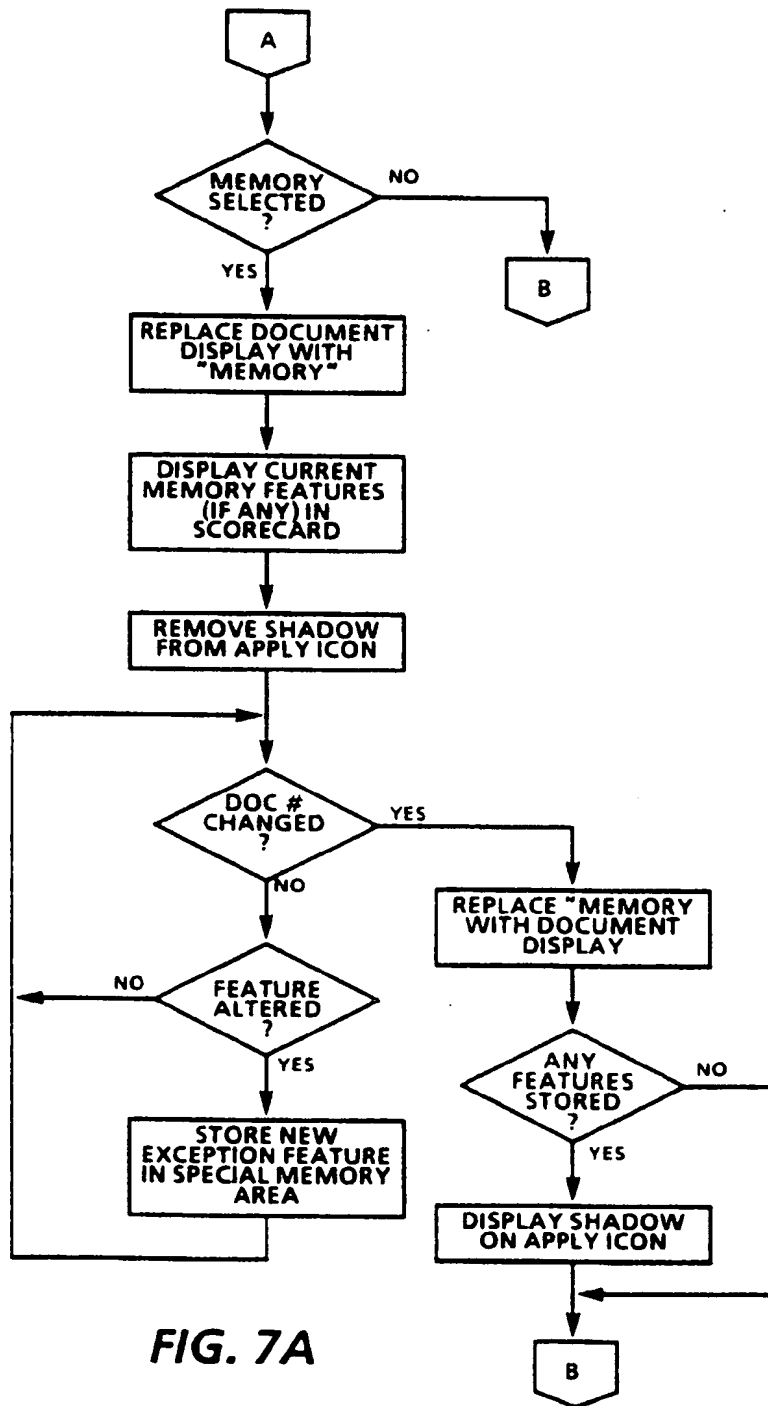 A
MEMORY
SELECTED
?
NO
B
YES
REPLACE DOCUMENT
DISPLAY WITH
"MEMORY"
DISPLAY CURRENT
MEMORY FEATURES
(IF ANY) IN
SCORECARD
REMOVE SHADOW
FROM APPLY ICON
DOC #
CHANGED
?
YES
NO
REPLACE "MEMORY
WITH DOCUMENT
DISPLAY
FEATURE
ALTERED
?
NO
YES
ANY
FEATURES
STORED
?
NO
YES
STORE NEW
EXCEPTION FEATURE
IN SPECIAL MEMORY
AREA
DISPLAY SHADOW
ON APPLY ICON
B
FIG. 7A